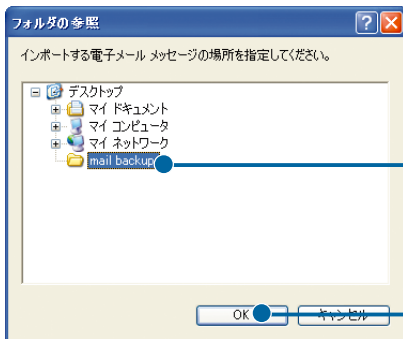 フォルダの参照
インポートする電子メール メッセージの場所を指定してください。
デスクトップ
マイ ドキュメント
マイ コンピュータ
マイ ネットワーク
mail backup
OK
キャンセル